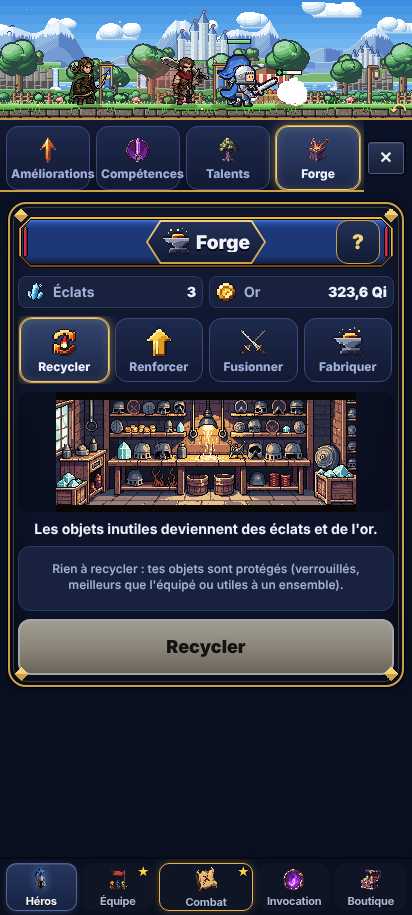 Améliorations
Compétences
Talents
Forge
×
Forge
?
Éclats
3
Or
323,6 Qi
Recycler
Renforcer
Fusionner
Fabriquer
Les objets inutiles deviennent des éclats et de l'or.
Rien à recycler : tes objets sont protégés (verrouillés,
meilleurs que l'équipé ou utiles à un ensemble).
Recycler
Héros
Équipe
Combat
Invocation
Boutique